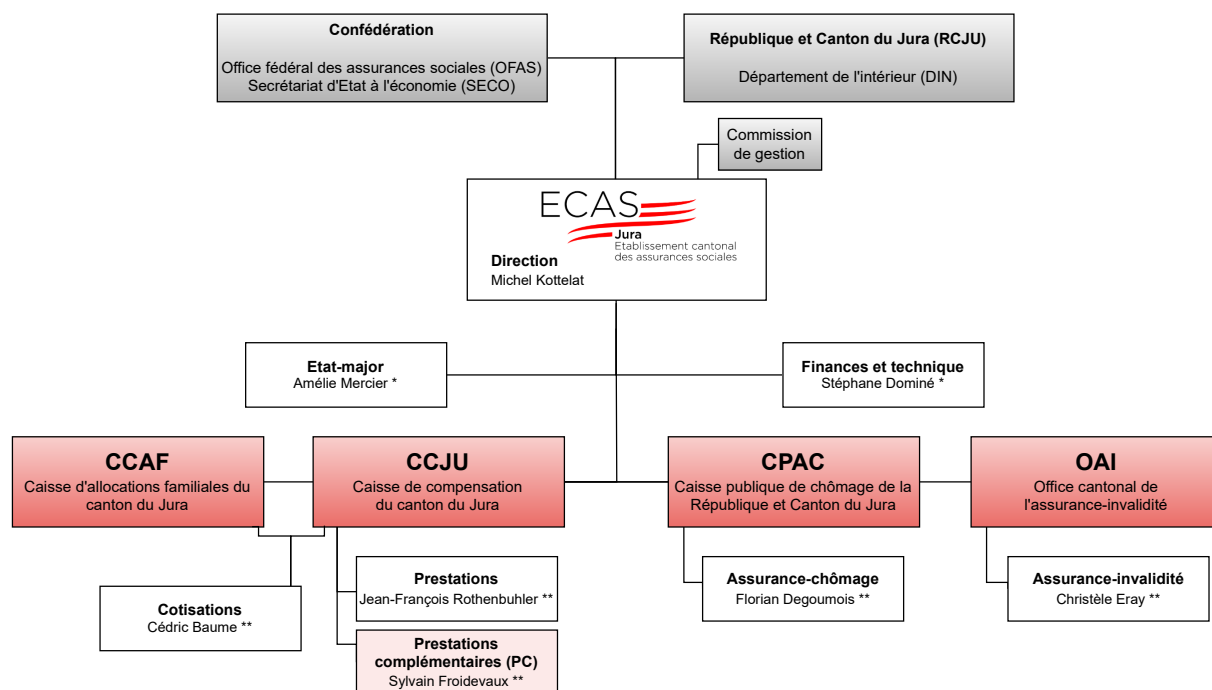 Confédération
Office fédéral des assurances sociales (OFAS)
Secrétariat d'Etat à l'économie (SECO)
République et Canton du Jura (RCJU)
Département de l'intérieur (DIN)
Commission
de gestion
ECAS
Jura
Etablissement cantonal
des assurances sociales
Direction
Michel Kottelat
Etat-major
Amélie Mercier *
Finances et technique
Stéphane Dominé *
CCAF
Caisse d'allocations familiales du
canton du Jura
CCJU
Caisse de compensation
du canton du Jura
CPAC
Caisse publique de chômage de la
République et Canton du Jura
OAI
Office cantonal de
l'assurance-invalidité
Cotisations
Cédric Baume **
Prestations
Jean-François Rothenbuhler **
Prestations
complémentaires (PC)
Sylvain Froidevaux **
Assurance-chômage
Florian Degoumois **
Assurance-invalidité
Christèle Eray **